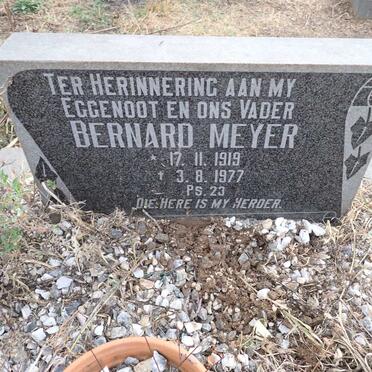 TER HERINNERING AAN MY
EGGENOOT EN ONS VADER
BERNARD MEYER
* 17. 11. 1919
† 3. 8. 1977
PS. 23
DIE HERE IS MY HERDER.